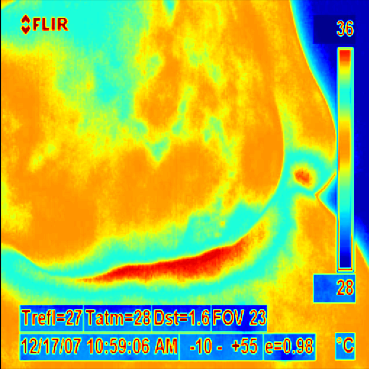 FLIR
36
28
Trefl=27 Tatm=28 Dst=1.6 FOV 23
12/17/07 10:59:06 AM -10 - +55 e=0.98 °C